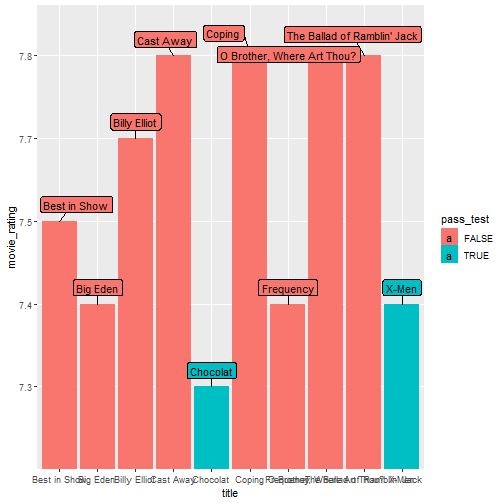 7.8
7.7
7.5
7.4
7.3
movie_rating
Best in Show
Big Eden
Billy Elliot
Cast Away
Chocolat
Coping
O Brother, Where Art Thou?
Frequency
The Ballad of Ramblin' Jack
X-Men
Best in Show
Big Eden
Billy Elliot
Cast Away
Chocolat
Coping
title
pass_test
a FALSE
a TRUE